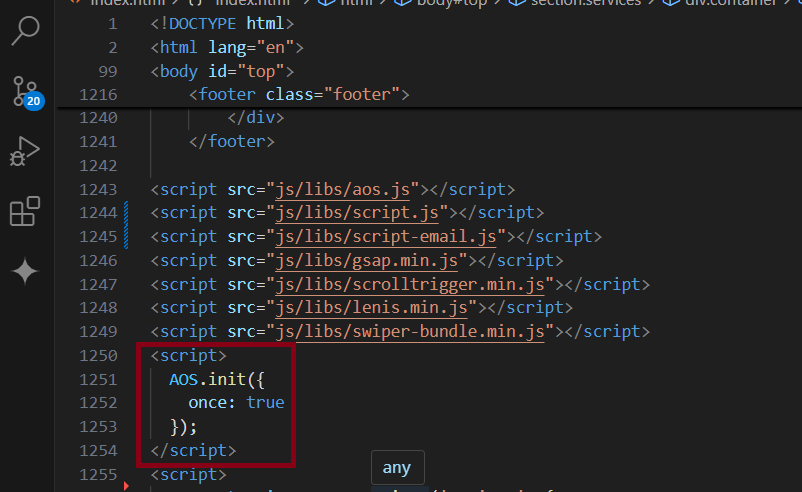 index.html
index.html
html
body#top
section.services
div.container
1 <!DOCTYPE html>
2 <html lang="en">
99 <body id="top">
1216 <footer class="footer">
1240 </div>
1241 </footer>
1242
1243 <script src="js/libs/aos.js"></script>
1244 <script src="js/libs/script.js"></script>
1245 <script src="js/libs/script-email.js"></script>
1246 <script src="js/libs/gsap.min.js"></script>
1247 <script src="js/libs/scrolltrigger.min.js"></script>
1248 <script src="js/libs/lenis.min.js"></script>
1249 <script src="js/libs/swiper-bundle.min.js"></script>
1250 <script>
1251 AOS.init({
1252 once: true
1253 });
1254 </script>
1255 <script>
any
20